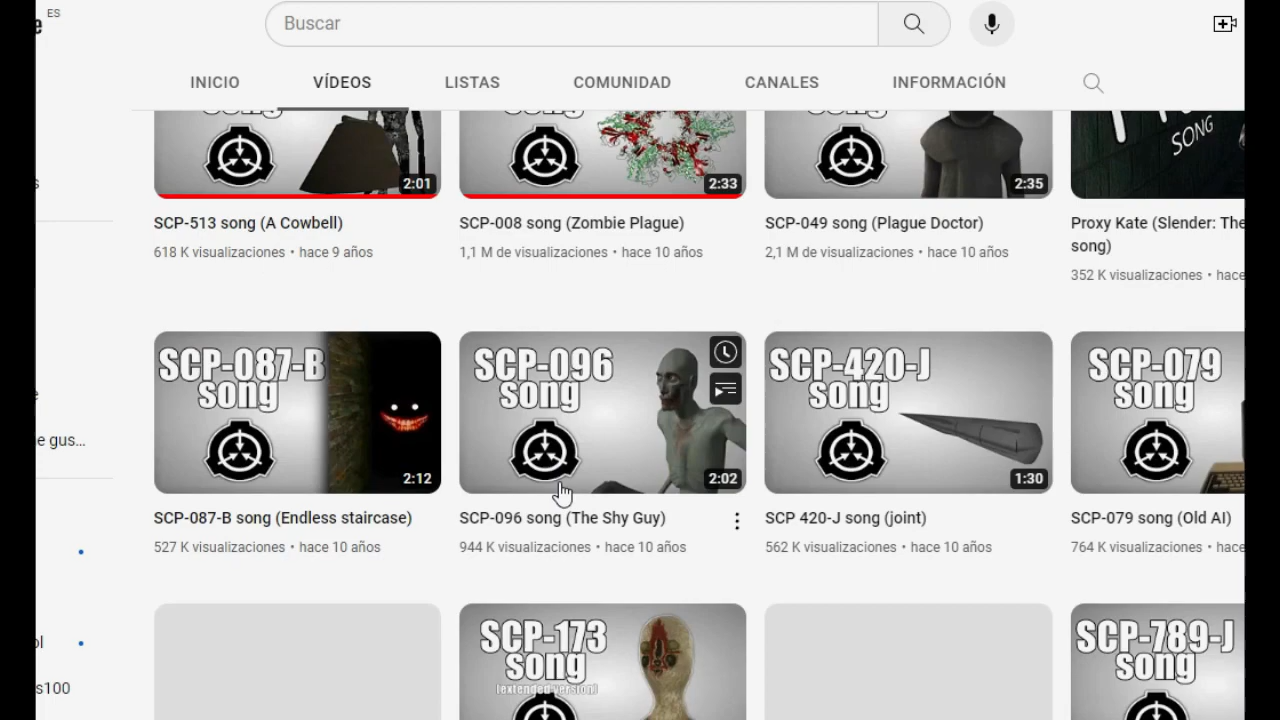 ES
Buscar
INICIO VÍDEOS LISTAS COMUNIDAD CANALES INFORMACIÓN
SONG
2:01 2:33 2:35
SCP-513 song (A Cowbell) SCP-008 song (Zombie Plague) SCP-049 song (Plague Doctor) Proxy Kate (Slender: The
song)
618 K visualizaciones • hace 9 años 1,1 M de visualizaciones • hace 10 años 2,1 M de visualizaciones • hace 10 años
352 K visualizaciones • hace
SCP-087-B SCP-096 SCP-420-J SCP-079
song song song song
e gus...
2:12 2:02 1:30
SCP-087-B song (Endless staircase) SCP-096 song (The Shy Guy) SCP 420-J song (joint) SCP-079 song (Old AI)
527 K visualizaciones • hace 10 años 944 K visualizaciones • hace 10 años 562 K visualizaciones • hace 10 años 764 K visualizaciones • hace
SCP-173 SCP-789-J
song song
(extended version)
s100